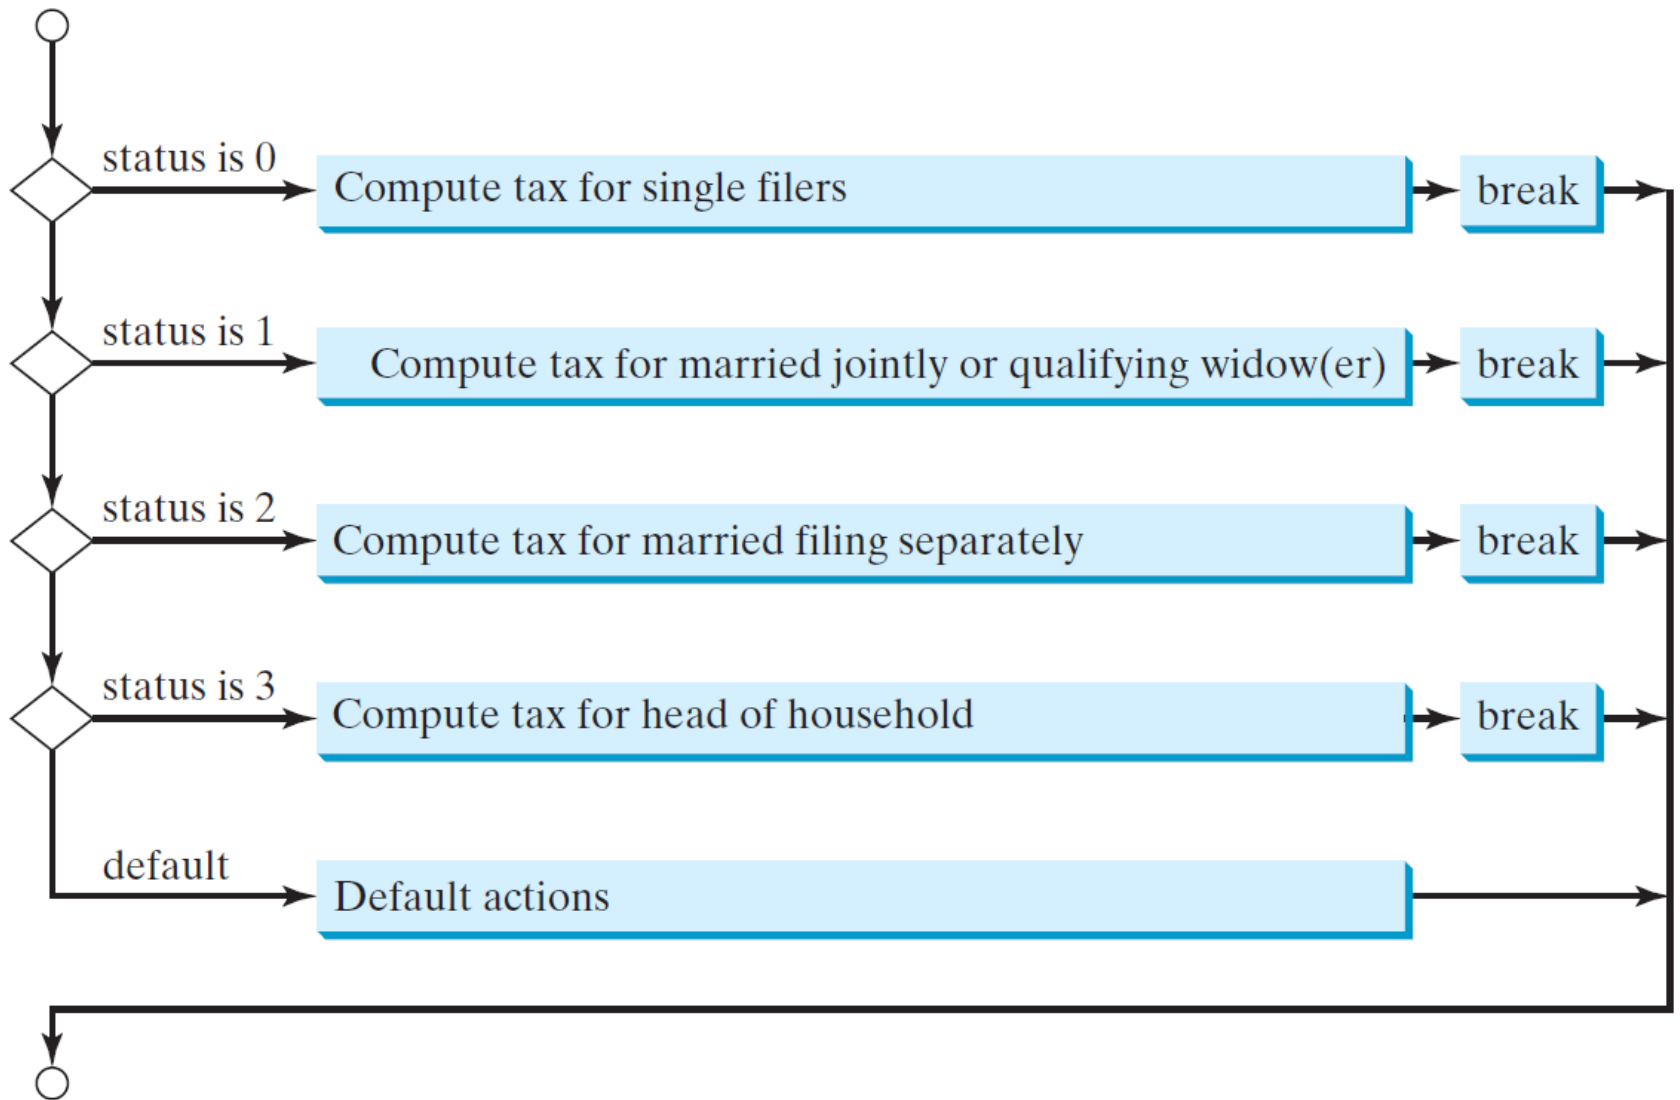 status is 0
Compute tax for single filers
break
status is 1
Compute tax for married jointly or qualifying widow(er)
break
status is 2
Compute tax for married filing separately
break
status is 3
Compute tax for head of household
break
default
Default actions